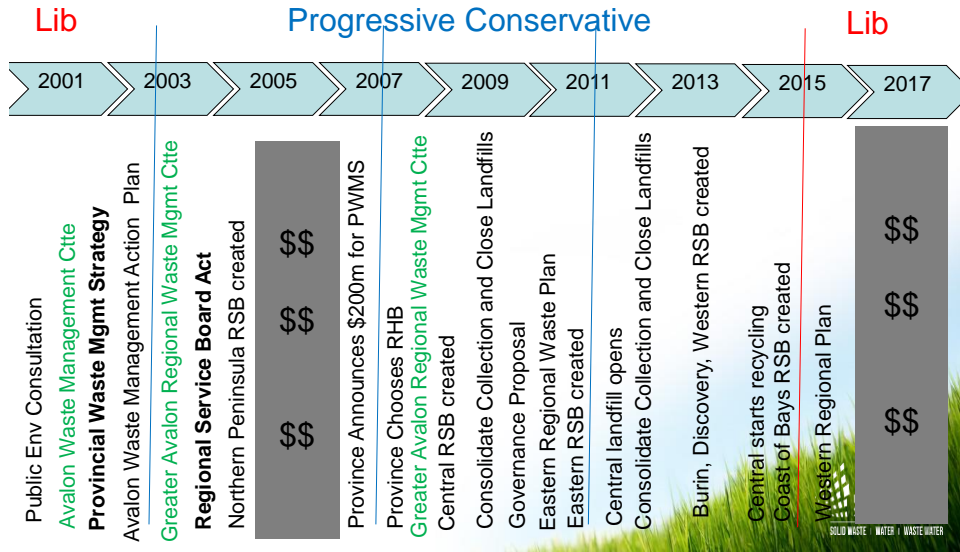 Lib
Progressive Conservative
Lib
2001
2003
2005
2007
2009
2011
2013
2015
2017
Public Env Consultation
Avalon Waste Management Ctte
Provincial Waste Mgmt Strategy
Avalon Waste Management Action Plan
Greater Avalon Regional Waste Mgmt Ctte
Regional Service Board Act
Northern Peninsula RSB created
$$
$$
$$
Province Announces $200m for PWMS
Province Chooses RHB
Greater Avalon Regional Waste Mgmt Ctte
Central RSB created
Consolidate Collection and Close Landfills
Governance Proposal
Eastern Regional Waste Plan
Eastern RSB created
Central landfill opens
Consolidate Collection and Close Landfills
Burin, Discovery, Western RSB created
Central starts recycling
Coast of Bays RSB created
Western Regional Plan
$$
$$
$$
SOLID WASTE | WATER | WASTE WATER